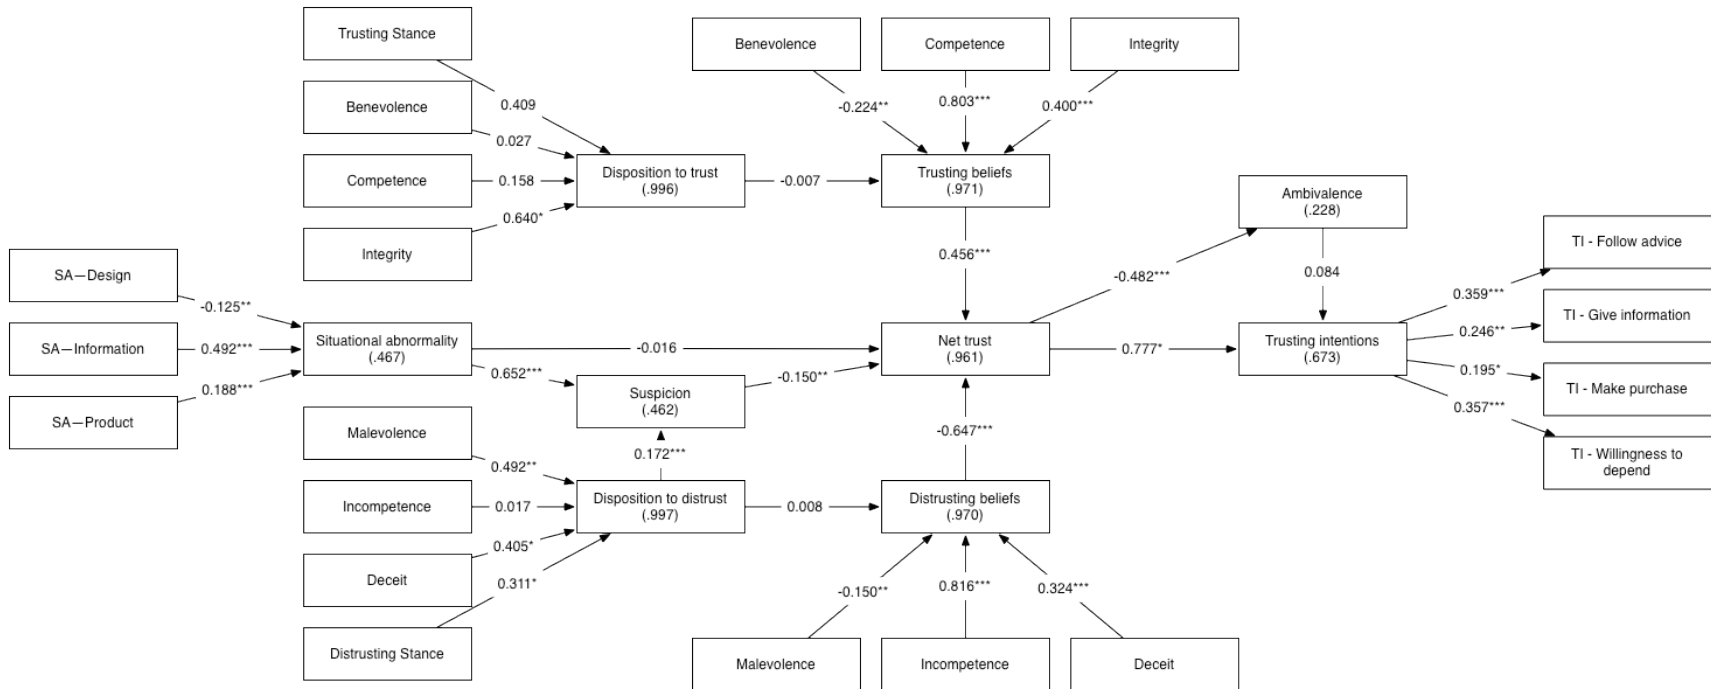 Trusting Stance
Benevolence
Competence
Integrity
Benevolence
Competence
Integrity
0.409
-0.224**
0.803***
0.400***
0.027
Disposition to trust
(.996)
Trusting beliefs
(.971)
0.158
-0.007
0.640*
Ambivalence
(.228)
TI - Follow advice
SA—Design
0.456***
-0.482***
0.084
0.359***
-0.125**
TI - Give information
SA—Information
0.492***
Situational abnormality
(.467)
-0.016
Net trust
(.961)
0.777*
Trusting intentions
(.673)
0.246**
0.188***
0.652***
-0.150**
0.195*
TI - Make purchase
SA—Product
Suspicion
(.462)
0.357***
Malevolence
-0.647***
TI - Willingness to
depend
0.492**
0.172***
Incompetence
0.017
Disposition to distrust
(.997)
0.008
Distrusting beliefs
(.970)
0.405*
Deceit
0.311*
-0.150**
0.816***
0.324***
Distrusting Stance
Malevolence
Incompetence
Deceit